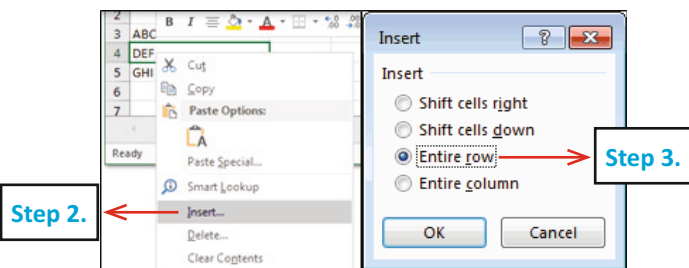 2
B I A
3 ABC
4 DEF
5 GHI
6
7
Ready
Cut
Copy
Paste Options:
A
Paste Special...
Smart Lookup
Insert...
Delete...
Clear Contents
Step 2.
Insert
?
Insert
Shift cells right
Shift cells down
Entire row
Entire column
OK Cancel
Step 3.